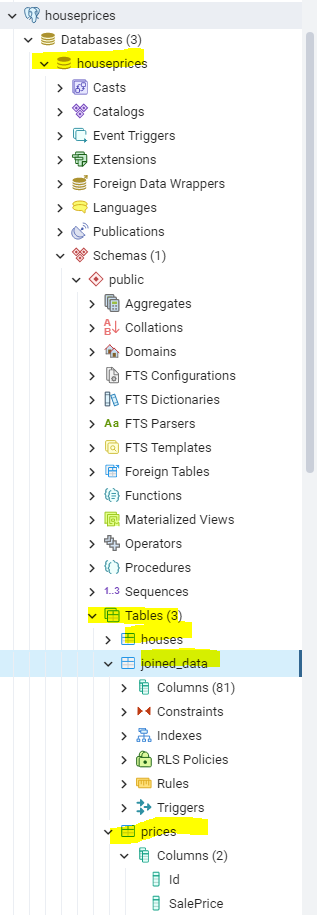 houseprices
Databases (3)
houseprices
Casts
Catalogs
Event Triggers
Extensions
Foreign Data Wrappers
Languages
Publications
Schemas (1)
public
Aggregates
A
B
Collations
Domains
FTS Configurations
FTS Dictionaries
Aa FTS Parsers
FTS Templates
Foreign Tables
Functions
Materialized Views
Operators
Procedures
1..3 Sequences
Tables (3)
houses
joined_data
Columns (81)
Constraints
Indexes
RLS Policies
Rules
Triggers
prices
Columns (2)
Id
SalePrice